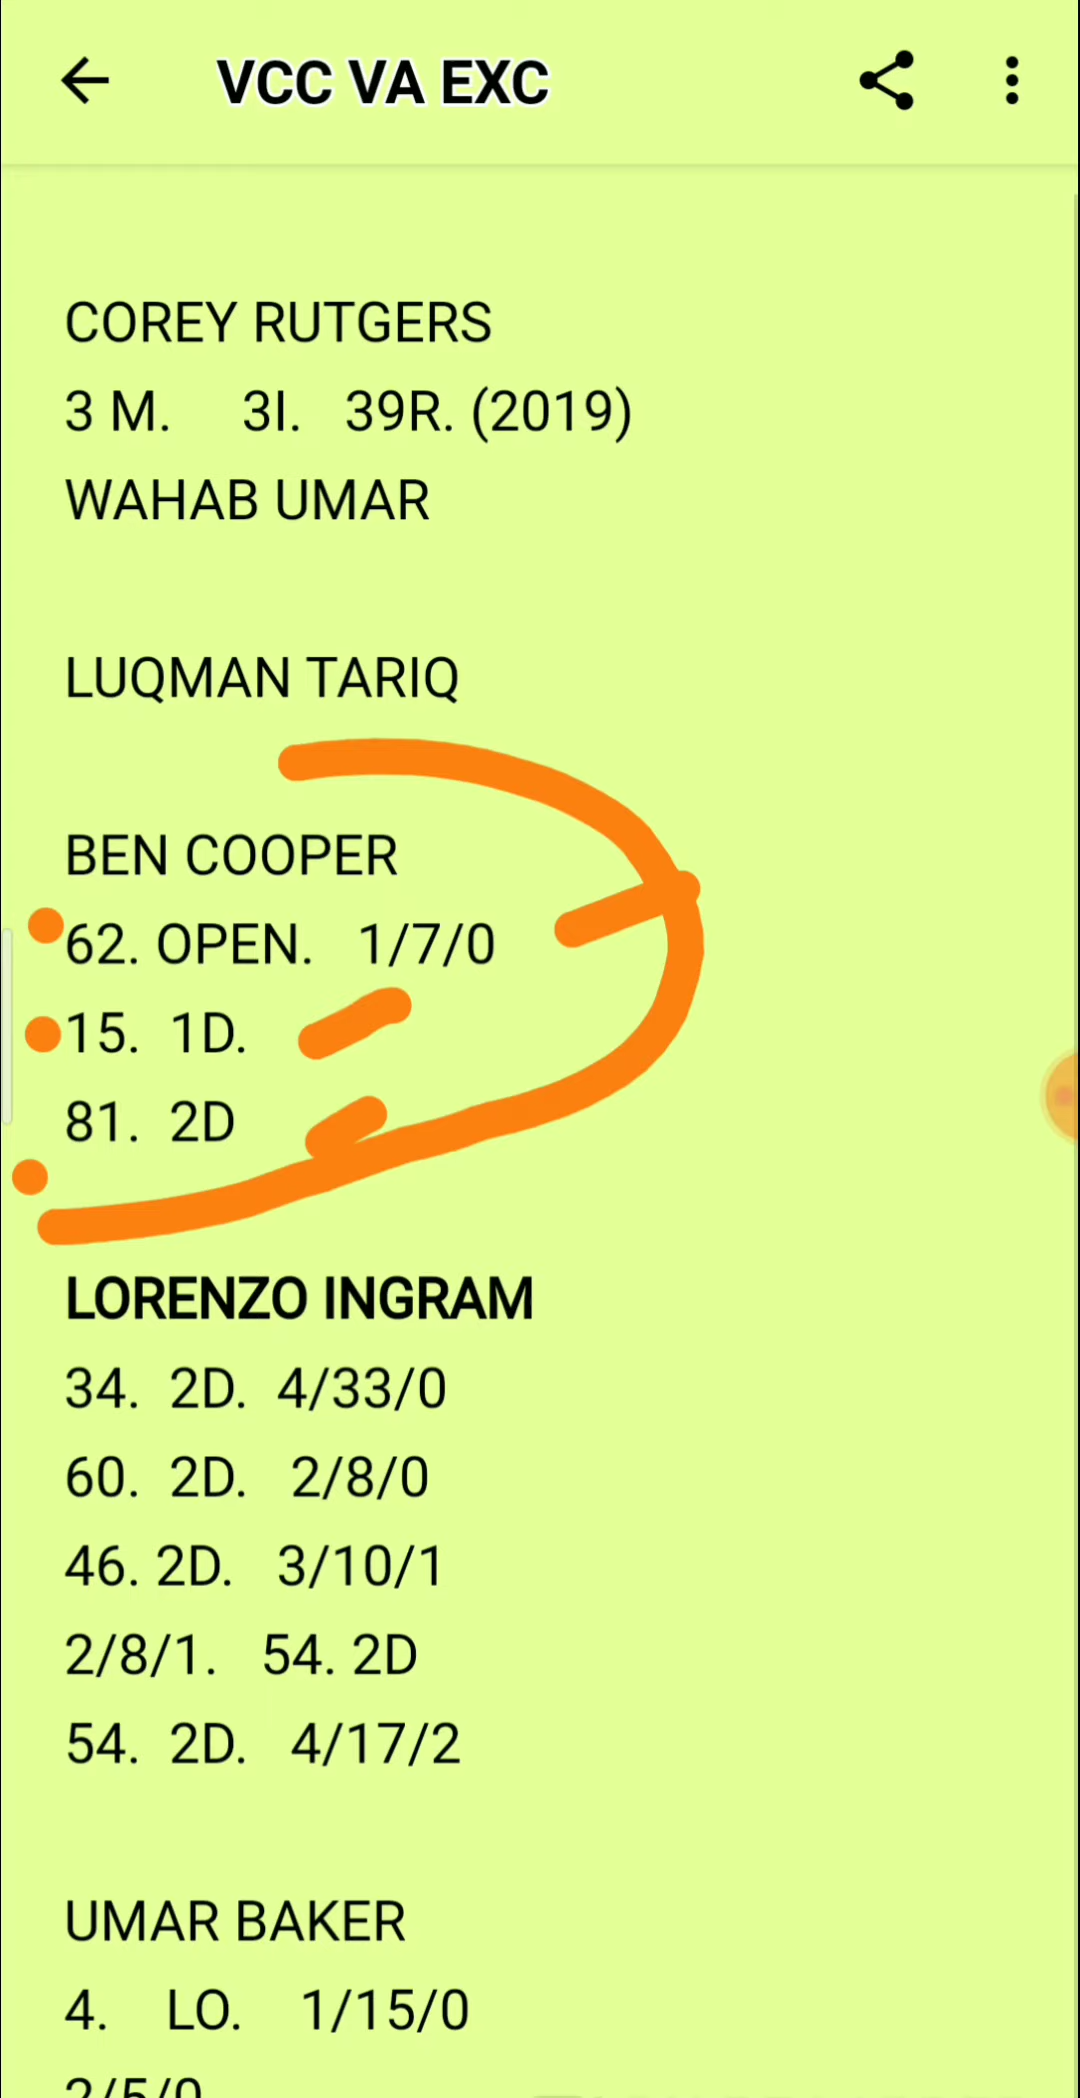 VCC VA EXC
COREY RUTGERS
3 M. 3I. 39R. (2019)
WAHAB UMAR
LUQMAN TARIQ
BEN COOPER
62. OPEN. 1/7/0
15. 1D.
81. 2D
LORENZO INGRAM
34. 2D. 4/33/0
60. 2D. 2/8/0
46. 2D. 3/10/1
2/8/1. 54. 2D
54. 2D. 4/17/2
UMAR BAKER
4. LO. 1/15/0
2/5/0